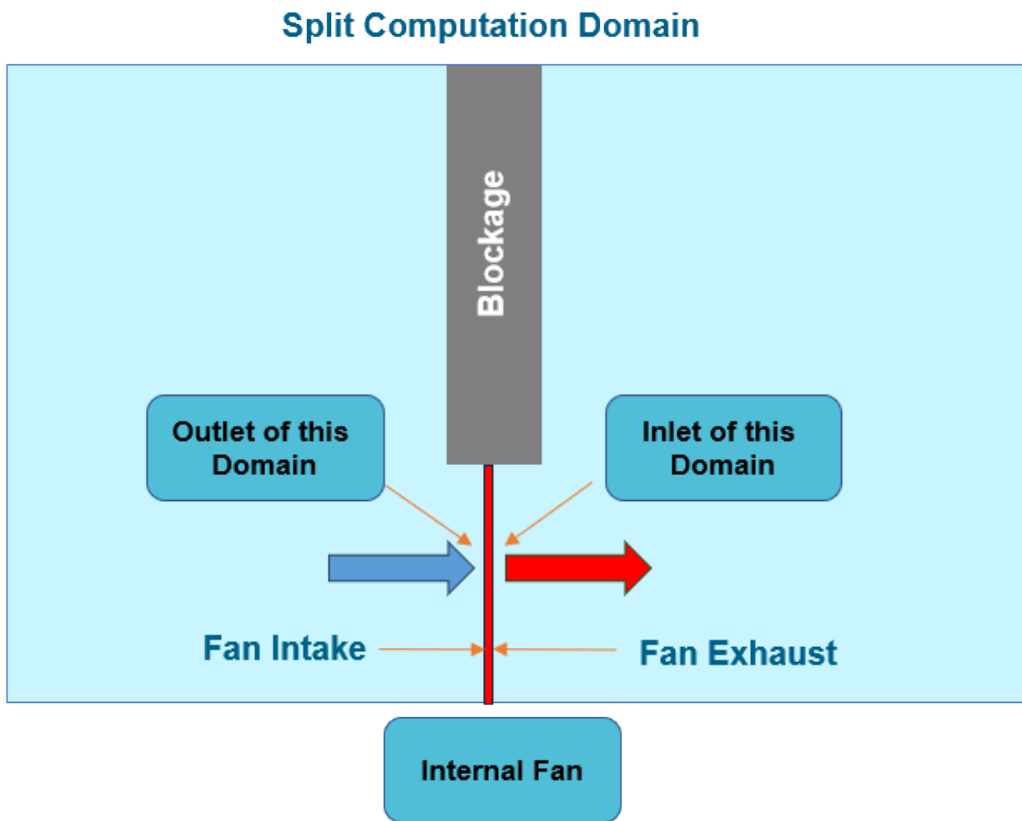 Split Computation Domain
Blockage
Outlet of this
Domain
Inlet of this
Domain
Fan Intake
Fan Exhaust
Internal Fan